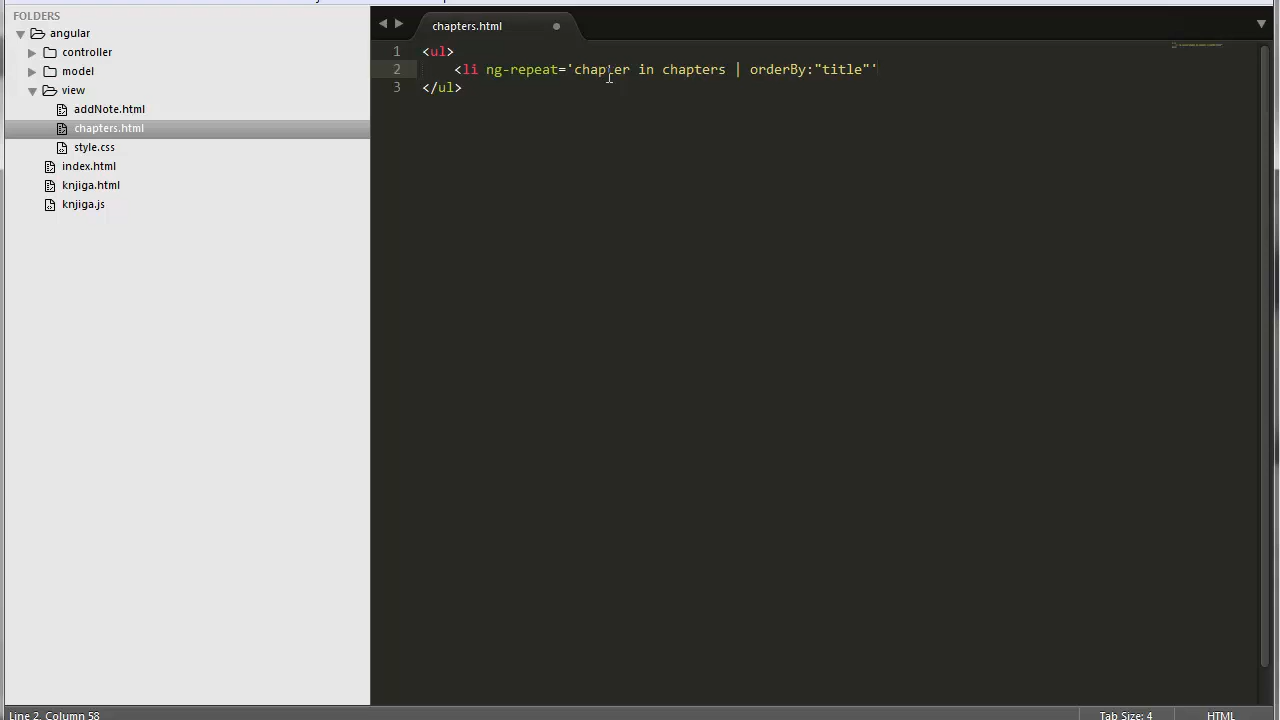 FOLDERS
angular
controller
model
view
addNote.html
chapters.html
style.css
index.html
knjiga.html
knjiga.js
chapters.html
1 <ul>
2 <li ng-repeat='chapter in chapters | orderBy:"title"'
3 </ul>
Line 2, Column 58
Tab Size: 4
HTML